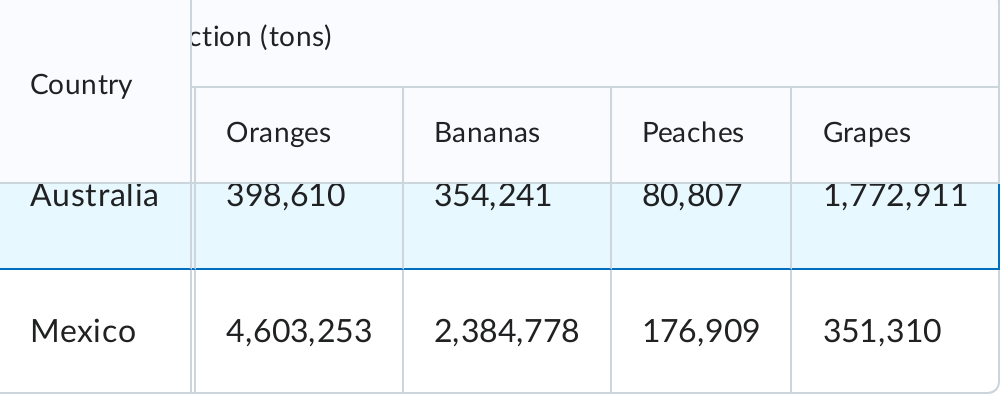 ction (tons)
Country
Oranges Bananas Peaches Grapes
Australia 398,610 354,241 80,807 1,772,911
Mexico 4,603,253 2,384,778 176,909 351,310